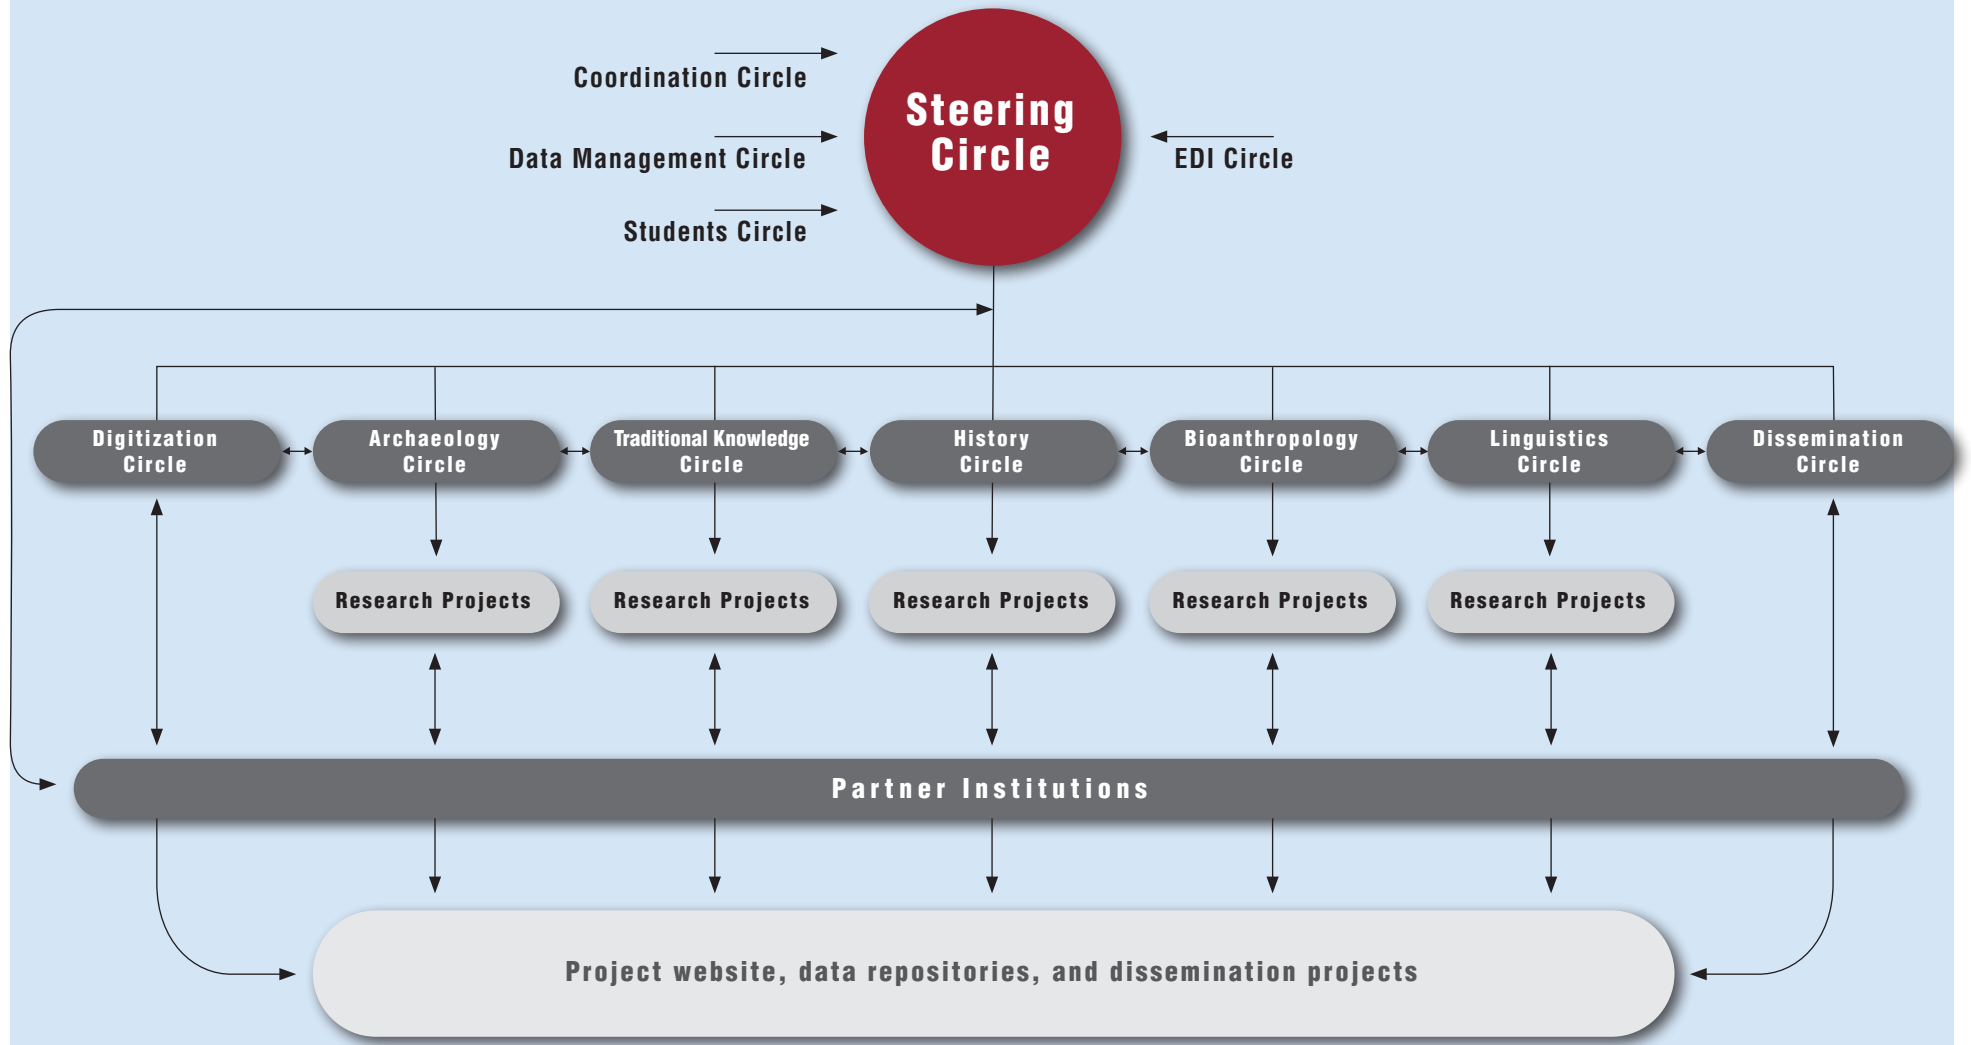 Coordination Circle
Data Management Circle
Students Circle
Steering
Circle
EDI Circle
Digitization
Circle
Archaeology
Circle
Traditional Knowledge
Circle
History
Circle
Bioanthropology
Circle
Linguistics
Circle
Dissemination
Circle
Research Projects
Research Projects
Research Projects
Research Projects
Research Projects
Partner Institutions
Project website, data repositories, and dissemination projects